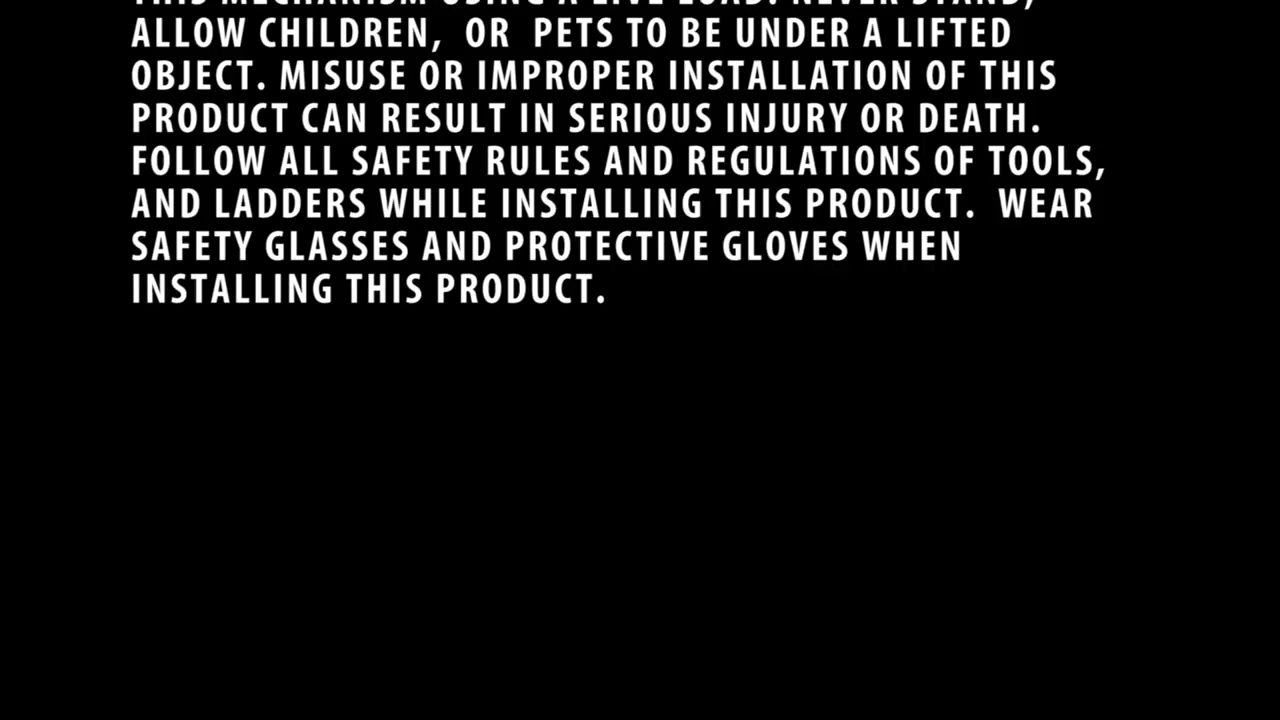 THIS MECHANISM USING A LIVE LOAD. NEVER STAND,
ALLOW CHILDREN,  OR  PETS TO BE UNDER A LIFTED
OBJECT. MISUSE OR IMPROPER INSTALLATION OF THIS
PRODUCT CAN RESULT IN SERIOUS INJURY OR DEATH.
FOLLOW ALL SAFETY RULES AND REGULATIONS OF TOOLS,
AND LADDERS WHILE INSTALLING THIS PRODUCT.  WEAR
SAFETY GLASSES AND PROTECTIVE GLOVES WHEN
INSTALLING THIS PRODUCT.